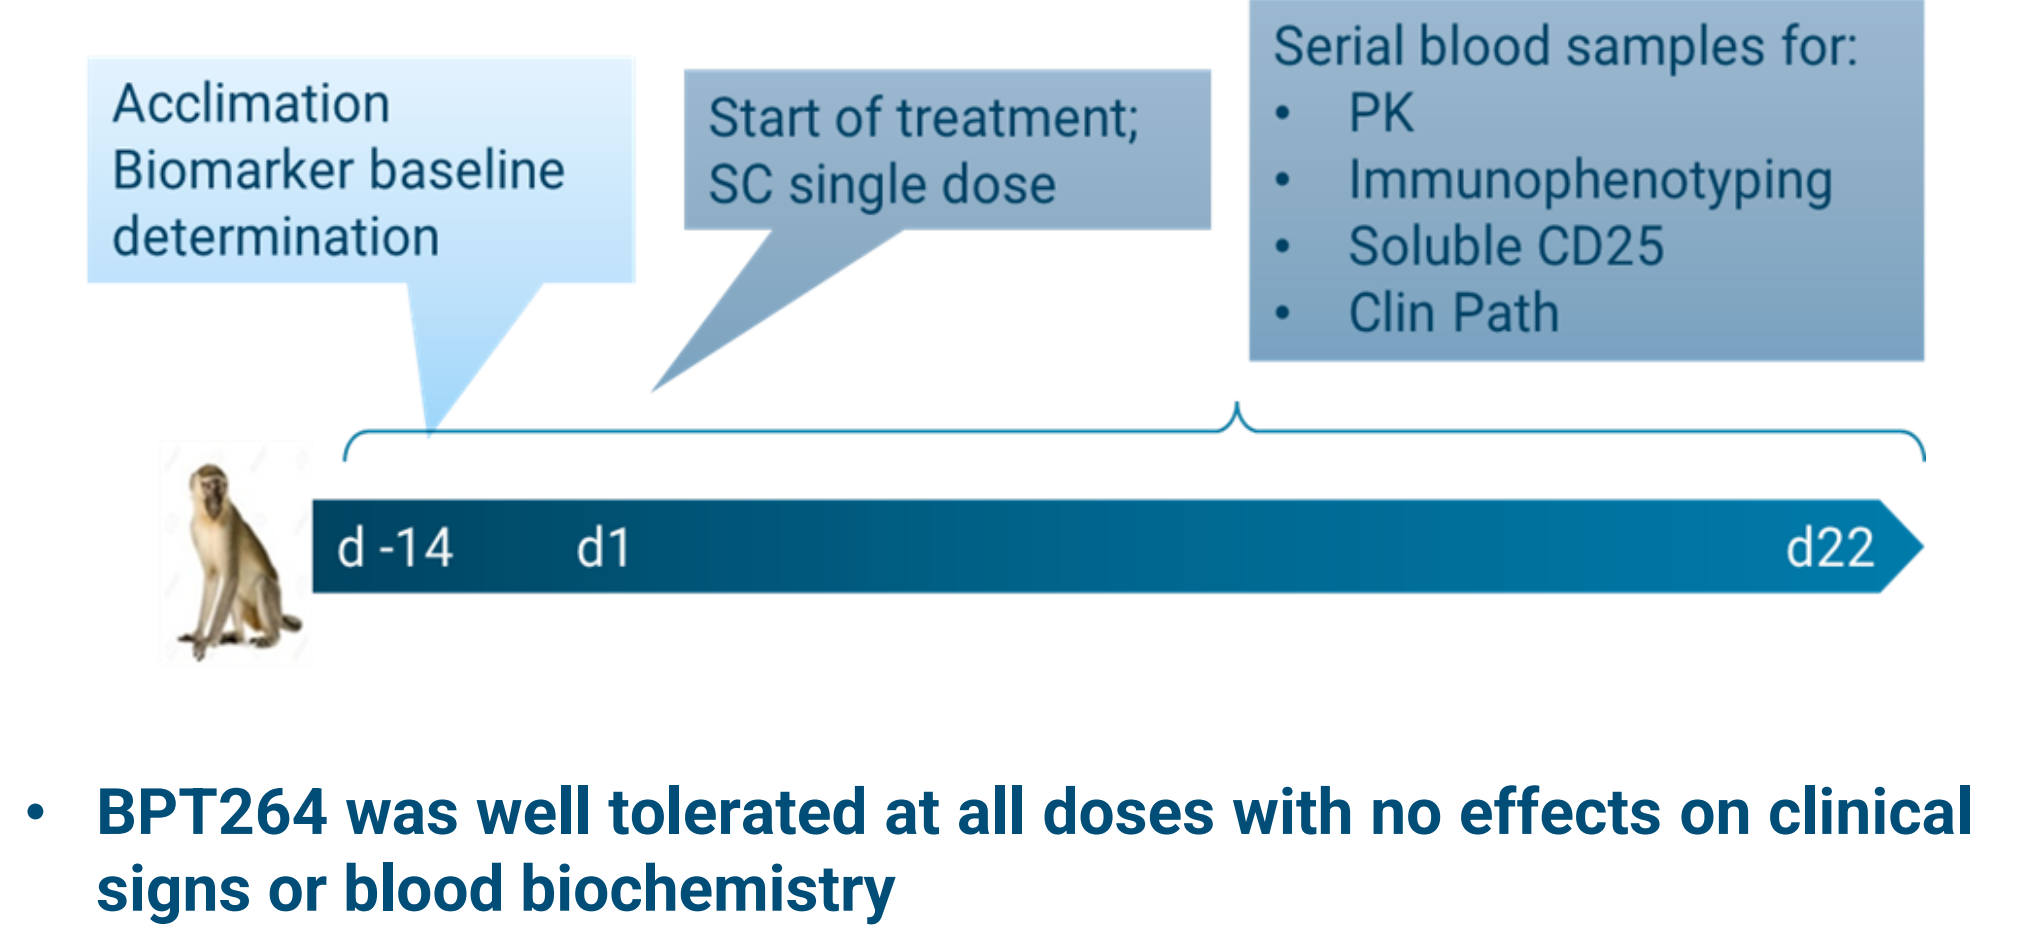 Acclimation
Biomarker baseline
determination
Start of treatment;
SC single dose
Serial blood samples for:
• PK
• Immunophenotyping
• Soluble CD25
• Clin Path
d -14
d1
d22
• BPT264 was well tolerated at all doses with no effects on clinical
signs or blood biochemistry